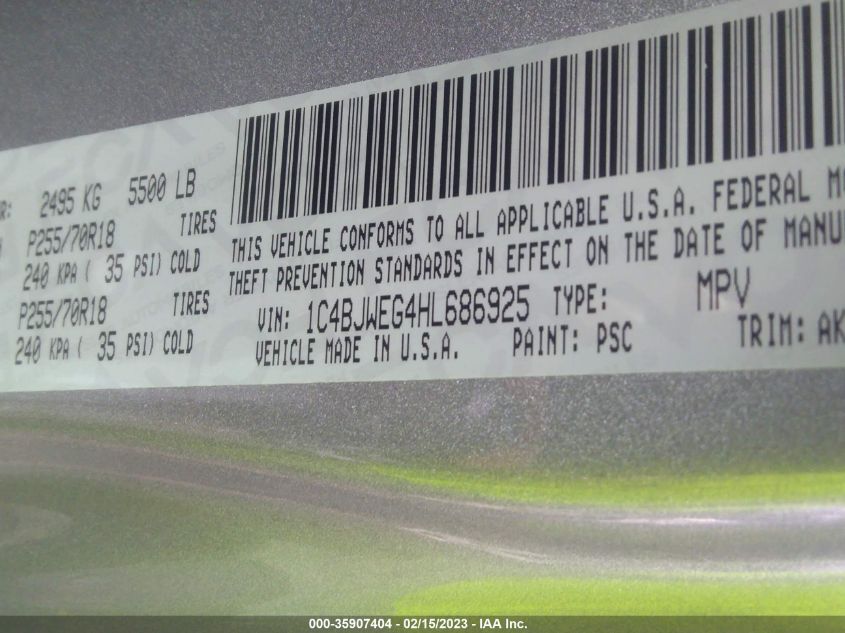 2495 KG 5500 LB
P255/70R18 TIRES
240 KPA ( 35 PSI) COLD
P255/70R18 TIRES
240 KPA ( 35 PSI) COLD
THIS VEHICLE CONFORMS TO ALL APPLICABLE U.S.A. FEDERAL
THEFT PREVENTION STANDARDS IN EFFECT ON THE DATE OF
VIN: 1C4BJWEG4HL686925 TYPE: MPV
VEHICLE MADE IN U.S.A. PAINT: PSC TRIM: AK
000-35907404 - 02/15/2023 - IAA Inc.